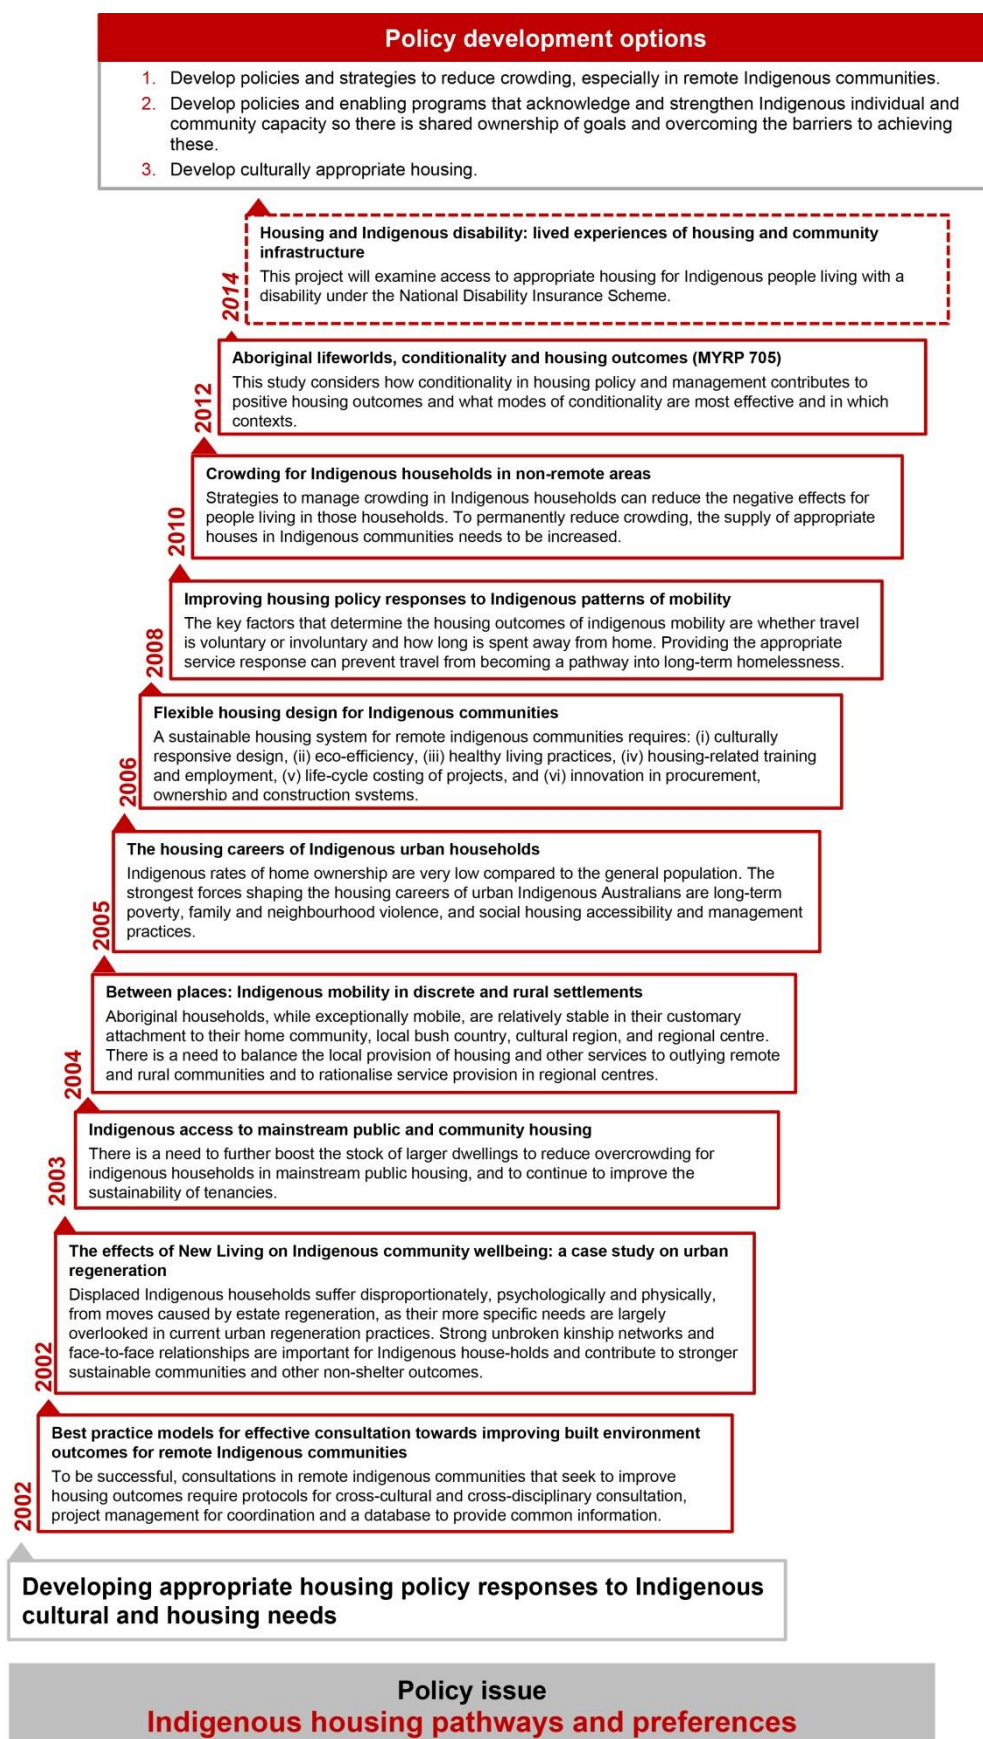 Policy development options
1. Develop policies and strategies to reduce crowding, especially in remote Indigenous communities.
2. Develop policies and enabling programs that acknowledge and strengthen Indigenous individual and
community capacity so there is shared ownership of goals and overcoming the barriers to achieving
these.
3. Develop culturally appropriate housing.
2014
Housing and Indigenous disability: lived experiences of housing and community
infrastructure
This project will examine access to appropriate housing for Indigenous people living with a
disability under the National Disability Insurance Scheme.
2012
Aboriginal lifeworlds, conditionality and housing outcomes (MYRP 705)
This study considers how conditionality in housing policy and management contributes to
positive housing outcomes and what modes of conditionality are most effective and in which
contexts.
2010
Crowding for Indigenous households in non-remote areas
Strategies to manage crowding in Indigenous households can reduce the negative effects for
people living in those households. To permanently reduce crowding, the supply of appropriate
houses in Indigenous communities needs to be increased.
2008
Improving housing policy responses to Indigenous patterns of mobility
The key factors that determine the housing outcomes of indigenous mobility are whether travel
is voluntary or involuntary and how long is spent away from home. Providing the appropriate
service response can prevent travel from becoming a pathway into long-term homelessness.
2006
Flexible housing design for Indigenous communities
A sustainable housing system for remote indigenous communities requires: (i) culturally
responsive design, (ii) eco-efficiency, (iii) healthy living practices, (iv) housing-related training
and employment, (v) life-cycle costing of projects, and (vi) innovation in procurement,
ownership and construction systems.
2005
The housing careers of Indigenous urban households
Indigenous rates of home ownership are very low compared to the general population. The
strongest forces shaping the housing careers of urban Indigenous Australians are long-term
poverty, family and neighbourhood violence, and social housing accessibility and management
practices.
2004
Between places: Indigenous mobility in discrete and rural settlements
Aboriginal households, while exceptionally mobile, are relatively stable in their customary
attachment to their home community, local bush country, cultural region, and regional centre.
There is a need to balance the local provision of housing and other services to outlying remote
and rural communities and to rationalise service provision in regional centres.
2003
Indigenous access to mainstream public and community housing
There is a need to further boost the stock of larger dwellings to reduce overcrowding for
indigenous households in mainstream public housing, and to continue to improve the
sustainability of tenancies.
2002
The effects of New Living on Indigenous community wellbeing: a case study on urban
regeneration
Displaced Indigenous households suffer disproportionately, psychologically and physically,
from moves caused by estate regeneration, as their more specific needs are largely
overlooked in current urban regeneration practices. Strong unbroken kinship networks and
face-to-face relationships are important for Indigenous house-holds and contribute to stronger
sustainable communities and other non-shelter outcomes.
2002
Best practice models for effective consultation towards improving built environment
outcomes for remote Indigenous communities
To be successful, consultations in remote indigenous communities that seek to improve
housing outcomes require protocols for cross-cultural and cross-disciplinary consultation,
project management for coordination and a database to provide common information.
Developing appropriate housing policy responses to Indigenous
cultural and housing needs
Policy issue
Indigenous housing pathways and preferences